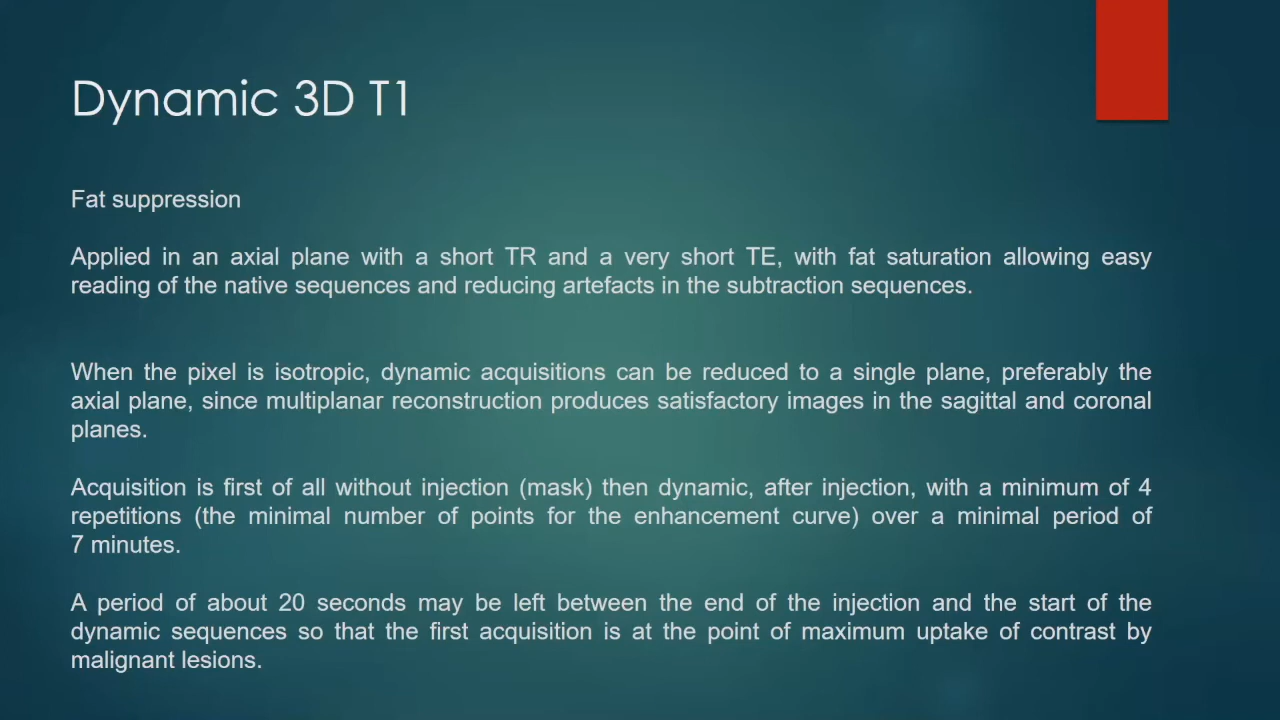 Dynamic 3D T1
Fat suppression
Applied in an axial plane with a short TR and a very short TE, with fat saturation allowing easy
reading of the native sequences and reducing artefacts in the subtraction sequences.
When the pixel is isotropic, dynamic acquisitions can be reduced to a single plane, preferably the
axial plane, since multiplanar reconstruction produces satisfactory images in the sagittal and coronal
planes.
Acquisition is first of all without injection (mask) then dynamic, after injection, with a minimum of 4
repetitions (the minimal number of points for the enhancement curve) over a minimal period of
7 minutes.
A period of about 20 seconds may be left between the end of the injection and the start of the
dynamic sequences so that the first acquisition is at the point of maximum uptake of contrast by
malignant lesions.